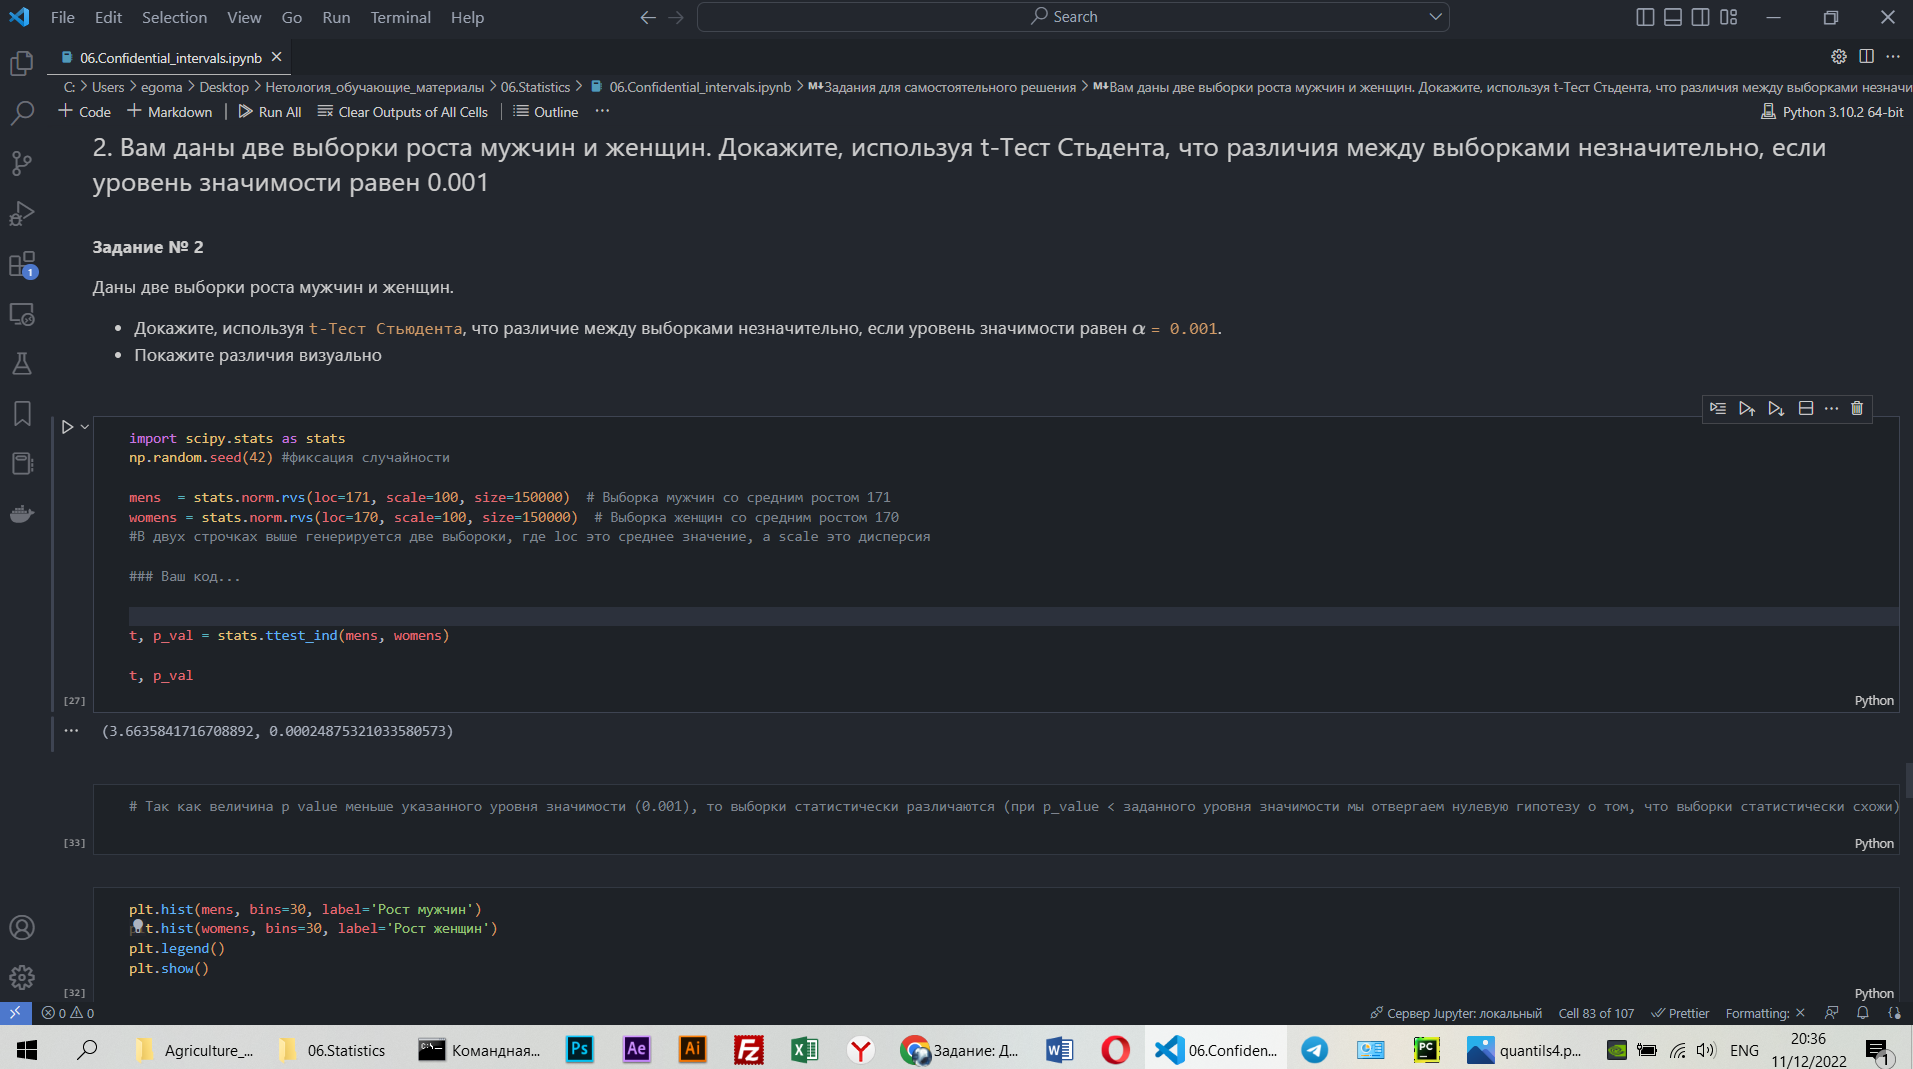 File Edit Selection View Go Run Terminal Help
Search
06.Confidential_intervals.ipynb
C: > Users > egoma > Desktop > Нетология_обучающие_материалы > 06.Statistics > 06.Confidential_intervals.ipynb > M↓Задания для самостоятельного решения > M↓Вам даны две выборки роста мужчин и женщин. Докажите, используя t-Тест Стьдента, что различия между выборками незначи
+ Code + Markdown | Run All Clear Outputs of All Cells | Outline ...
Python 3.10.2 64-bit
2. Вам даны две выборки роста мужчин и женщин. Докажите, используя t-Тест Стьдента, что различия между выборками незначительно, если
уровень значимости равен 0.001
Задание № 2
Даны две выборки роста мужчин и женщин.
• Докажите, используя t-Тест Стьюдента, что различие между выборками незначительно, если уровень значимости равен α = 0.001.
• Покажите различия визуально
import scipy.stats as stats
np.random.seed(42) #фиксация случайности
mens  = stats.norm.rvs(loc=171, scale=100, size=150000)  # Выборка мужчин со средним ростом 171
womens = stats.norm.rvs(loc=170, scale=100, size=150000)  # Выборка женщин со средним ростом 170
#В двух строчках выше генерируется две выбороки, где loc это среднее значение, а scale это дисперсия
### Ваш код...
t, p_val = stats.ttest_ind(mens, womens)
t, p_val
[27]
Python
(3.6635841716708892, 0.00024875321033580573)
# Так как величина p value меньше указанного уровня значимости (0.001), то выборки статистически различаются (при p_value < заданного уровня значимости мы отвергаем нулевую гипотезу о том, что выборки статистически схожи)
[33]
Python
plt.hist(mens, bins=30, label='Рост мужчин')
plt.hist(womens, bins=30, label='Рост женщин')
plt.legend()
plt.show()
[32]
Python
1
0 0
Сервер Jupyter: локальный Cell 83 of 107 Prettier Formatting: ×
Agriculture_... 06.Statistics Командная... Ps Ae Ai Fz Задание: Д... 06.Confiden... PC quantils4.p... ENG
20:36
11/12/2022
1